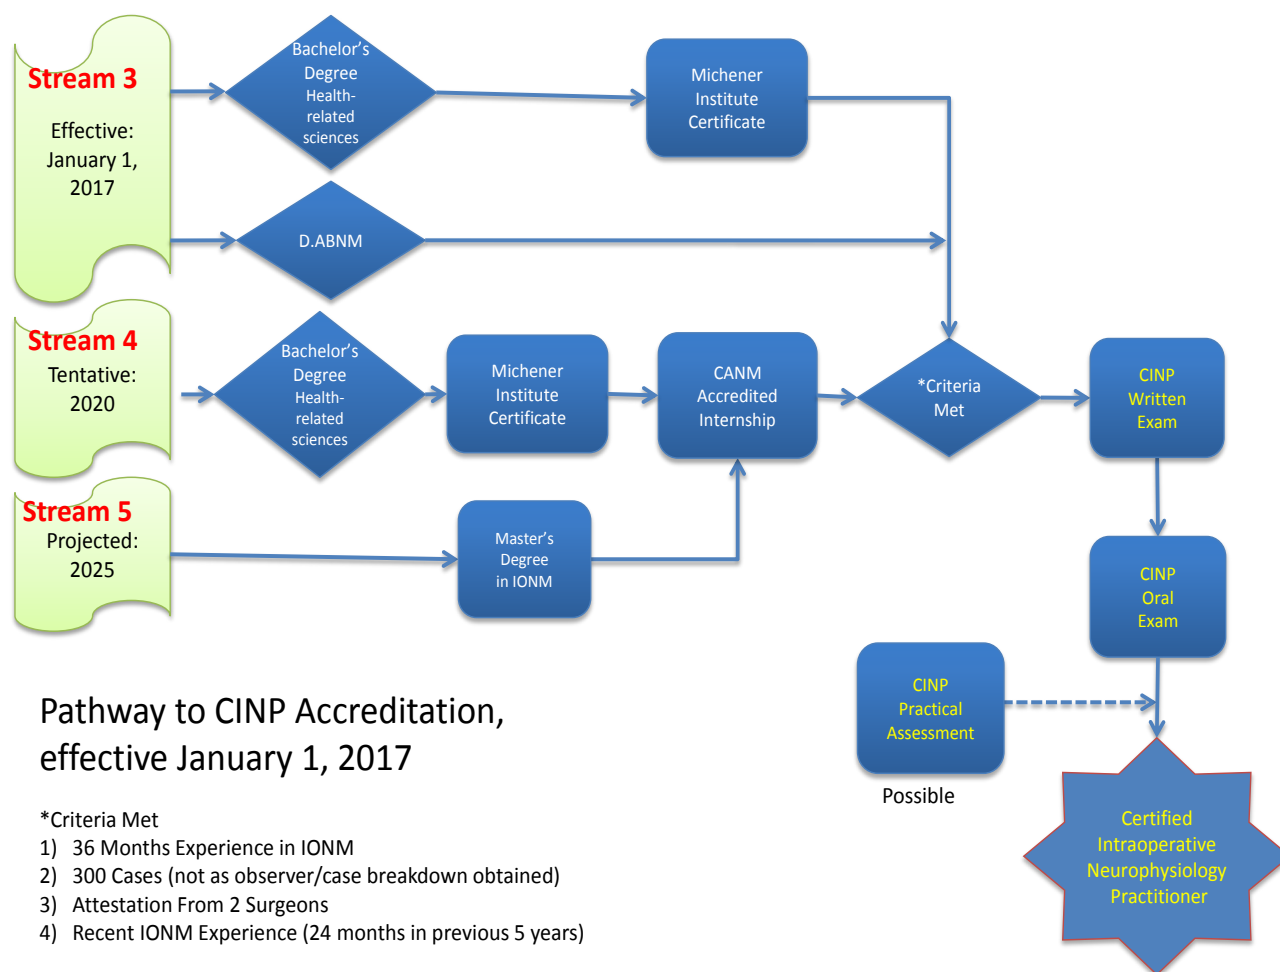 Stream 3
Effective:
January 1,
2017
Bachelor's
Degree
Health-
related
sciences
Michener
Institute
Certificate
D.ABNM
Stream 4
Tentative:
2020
Bachelor's
Degree
Health-
related
sciences
Michener
Institute
Certificate
CANM
Accredited
Internship
*Criteria
Met
CINP
Written
Exam
Stream 5
Projected:
2025
Master's
Degree
in IONM
CINP
Oral
Exam
CINP
Practical
Assessment
Possible
Certified
Intraoperative
Neurophysiology
Practitioner
Pathway to CINP Accreditation,
effective January 1, 2017
*Criteria Met
1) 36 Months Experience in IONM
2) 300 Cases (not as observer/case breakdown obtained)
3) Attestation From 2 Surgeons
4) Recent IONM Experience (24 months in previous 5 years)